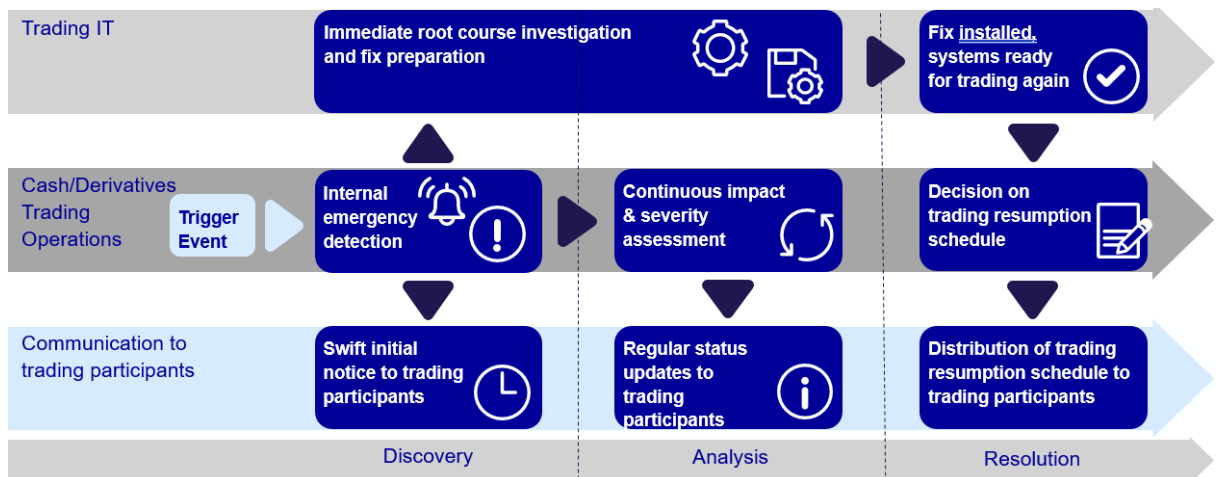 Trading IT
Immediate root course investigation
and fix preparation
Fix installed,
systems ready
for trading again
Cash/Derivatives
Trading
Operations
Trigger
Event
Internal
emergency
detection
Continuous impact
& severity
assessment
Decision on
trading resumption
schedule
Communication to
trading participants
Swift initial
notice to trading
participants
Regular status
updates to
trading
participants
Distribution of trading
resumption schedule to
trading participants
Discovery
Analysis
Resolution